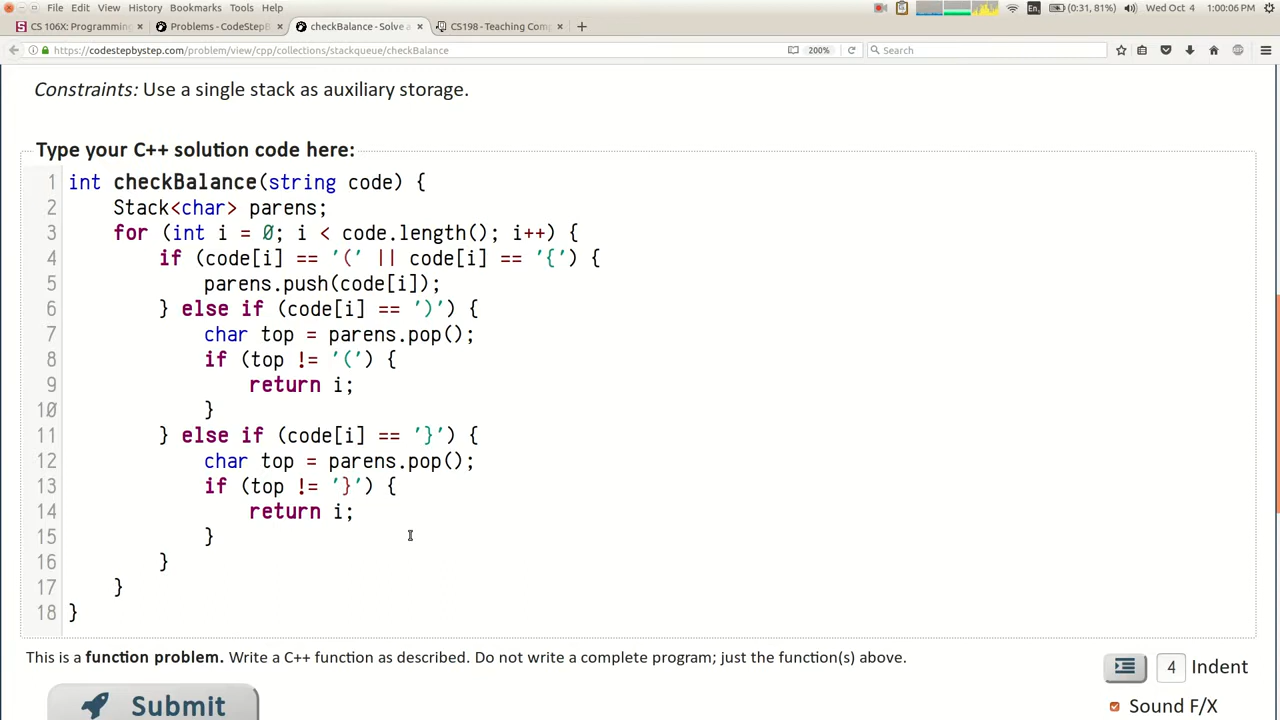 File Edit View History Bookmarks Tools Help
En (0:31, 81%) Wed Oct 4 1:00:06 PM
CS 106X: Programming × Problems - CodeStepB × checkBalance - Solve a × CS198 - Teaching Comp × +
https://codestepbystep.com/problem/view/cpp/collections/stackqueue/checkBalance 200% Search
Constraints: Use a single stack as auxiliary storage.
Type your C++ solution code here:
1 int checkBalance(string code) {
2     Stack<char> parens;
3     for (int i = 0; i < code.length(); i++) {
4         if (code[i] == '(' || code[i] == '{') {
5             parens.push(code[i]);
6         } else if (code[i] == ')') {
7             char top = parens.pop();
8             if (top != '(') {
9                 return i;
10             }
11         } else if (code[i] == '}') {
12             char top = parens.pop();
13             if (top != '}') {
14                 return i;
15             }
16         }
17     }
18 }
This is a function problem. Write a C++ function as described. Do not write a complete program; just the function(s) above.
4 Indent
Submit
Sound F/X